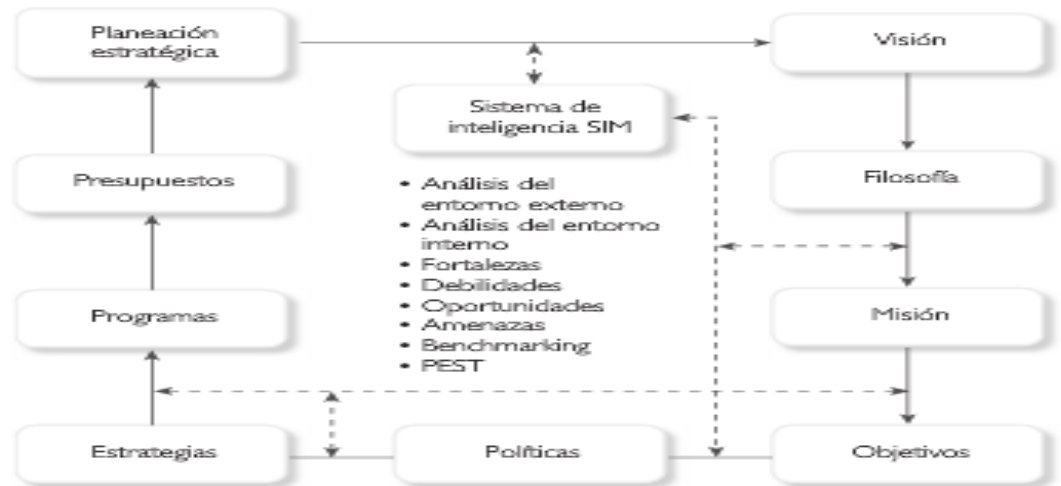 Planeación
estratégica
Visión
Sistema de
inteligencia SIM
Presupuestos
Filosofía
• Análisis del
entorno externo
• Análisis del entorno
interno
• Fortalezas
• Debilidades
• Oportunidades
• Amenazas
• Benchmarking
• PEST
Programas
Misión
Estrategias
Políticas
Objetivos